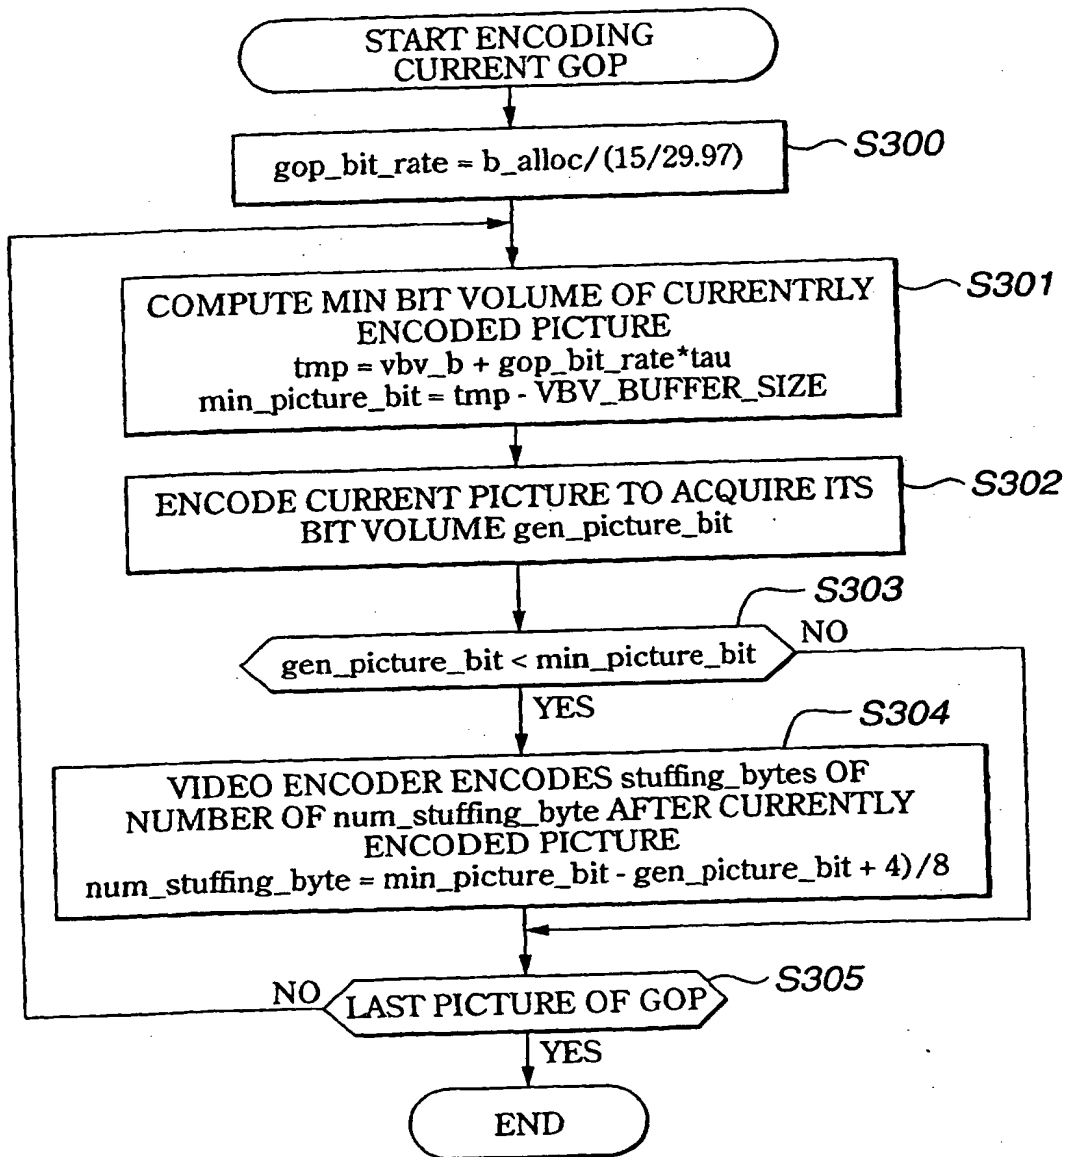 START ENCODING
CURRENT GOP
gop_bit_rate = b_alloc/(15/29.97)
S300
COMPUTE MIN BIT VOLUME OF CURRENTRLY
ENCODED PICTURE
tmp = vbv_b + gop_bit_rate*tau
min_picture_bit = tmp - VBV_BUFFER_SIZE
S301
ENCODE CURRENT PICTURE TO ACQUIRE ITS
BIT VOLUME gen_picture_bit
S302
S303
gen_picture_bit < min_picture_bit
NO
YES
S304
VIDEO ENCODER ENCODES stuffing_bytes OF
NUMBER OF num_stuffing_byte AFTER CURRENTLY
ENCODED PICTURE
num_stuffing_byte = min_picture_bit - gen_picture_bit + 4)/8
NO
LAST PICTURE OF GOP
S305
YES
END